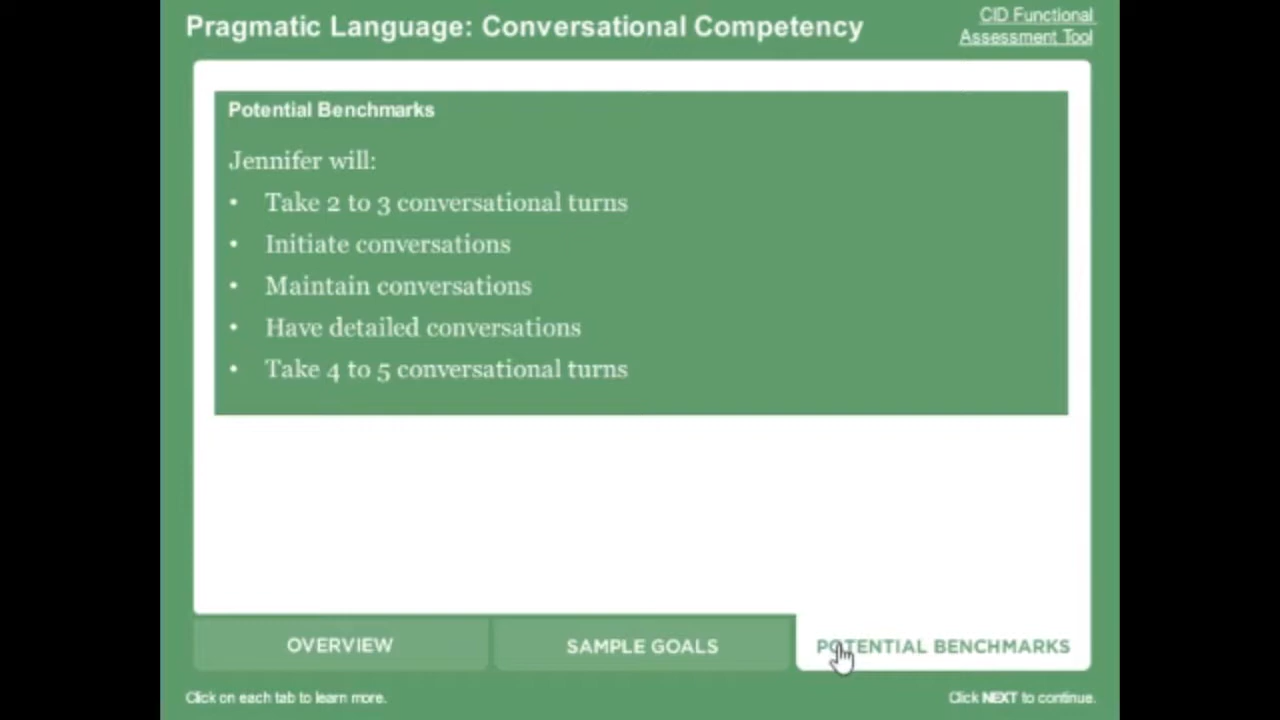 Pragmatic Language: Conversational Competency
CID Functional
Assessment Tool
Potential Benchmarks
Jennifer will:
• Take 2 to 3 conversational turns
• Initiate conversations
• Maintain conversations
• Have detailed conversations
• Take 4 to 5 conversational turns
OVERVIEW
SAMPLE GOALS
POTENTIAL BENCHMARKS
Click on each tab to learn more.
Click NEXT to continue.